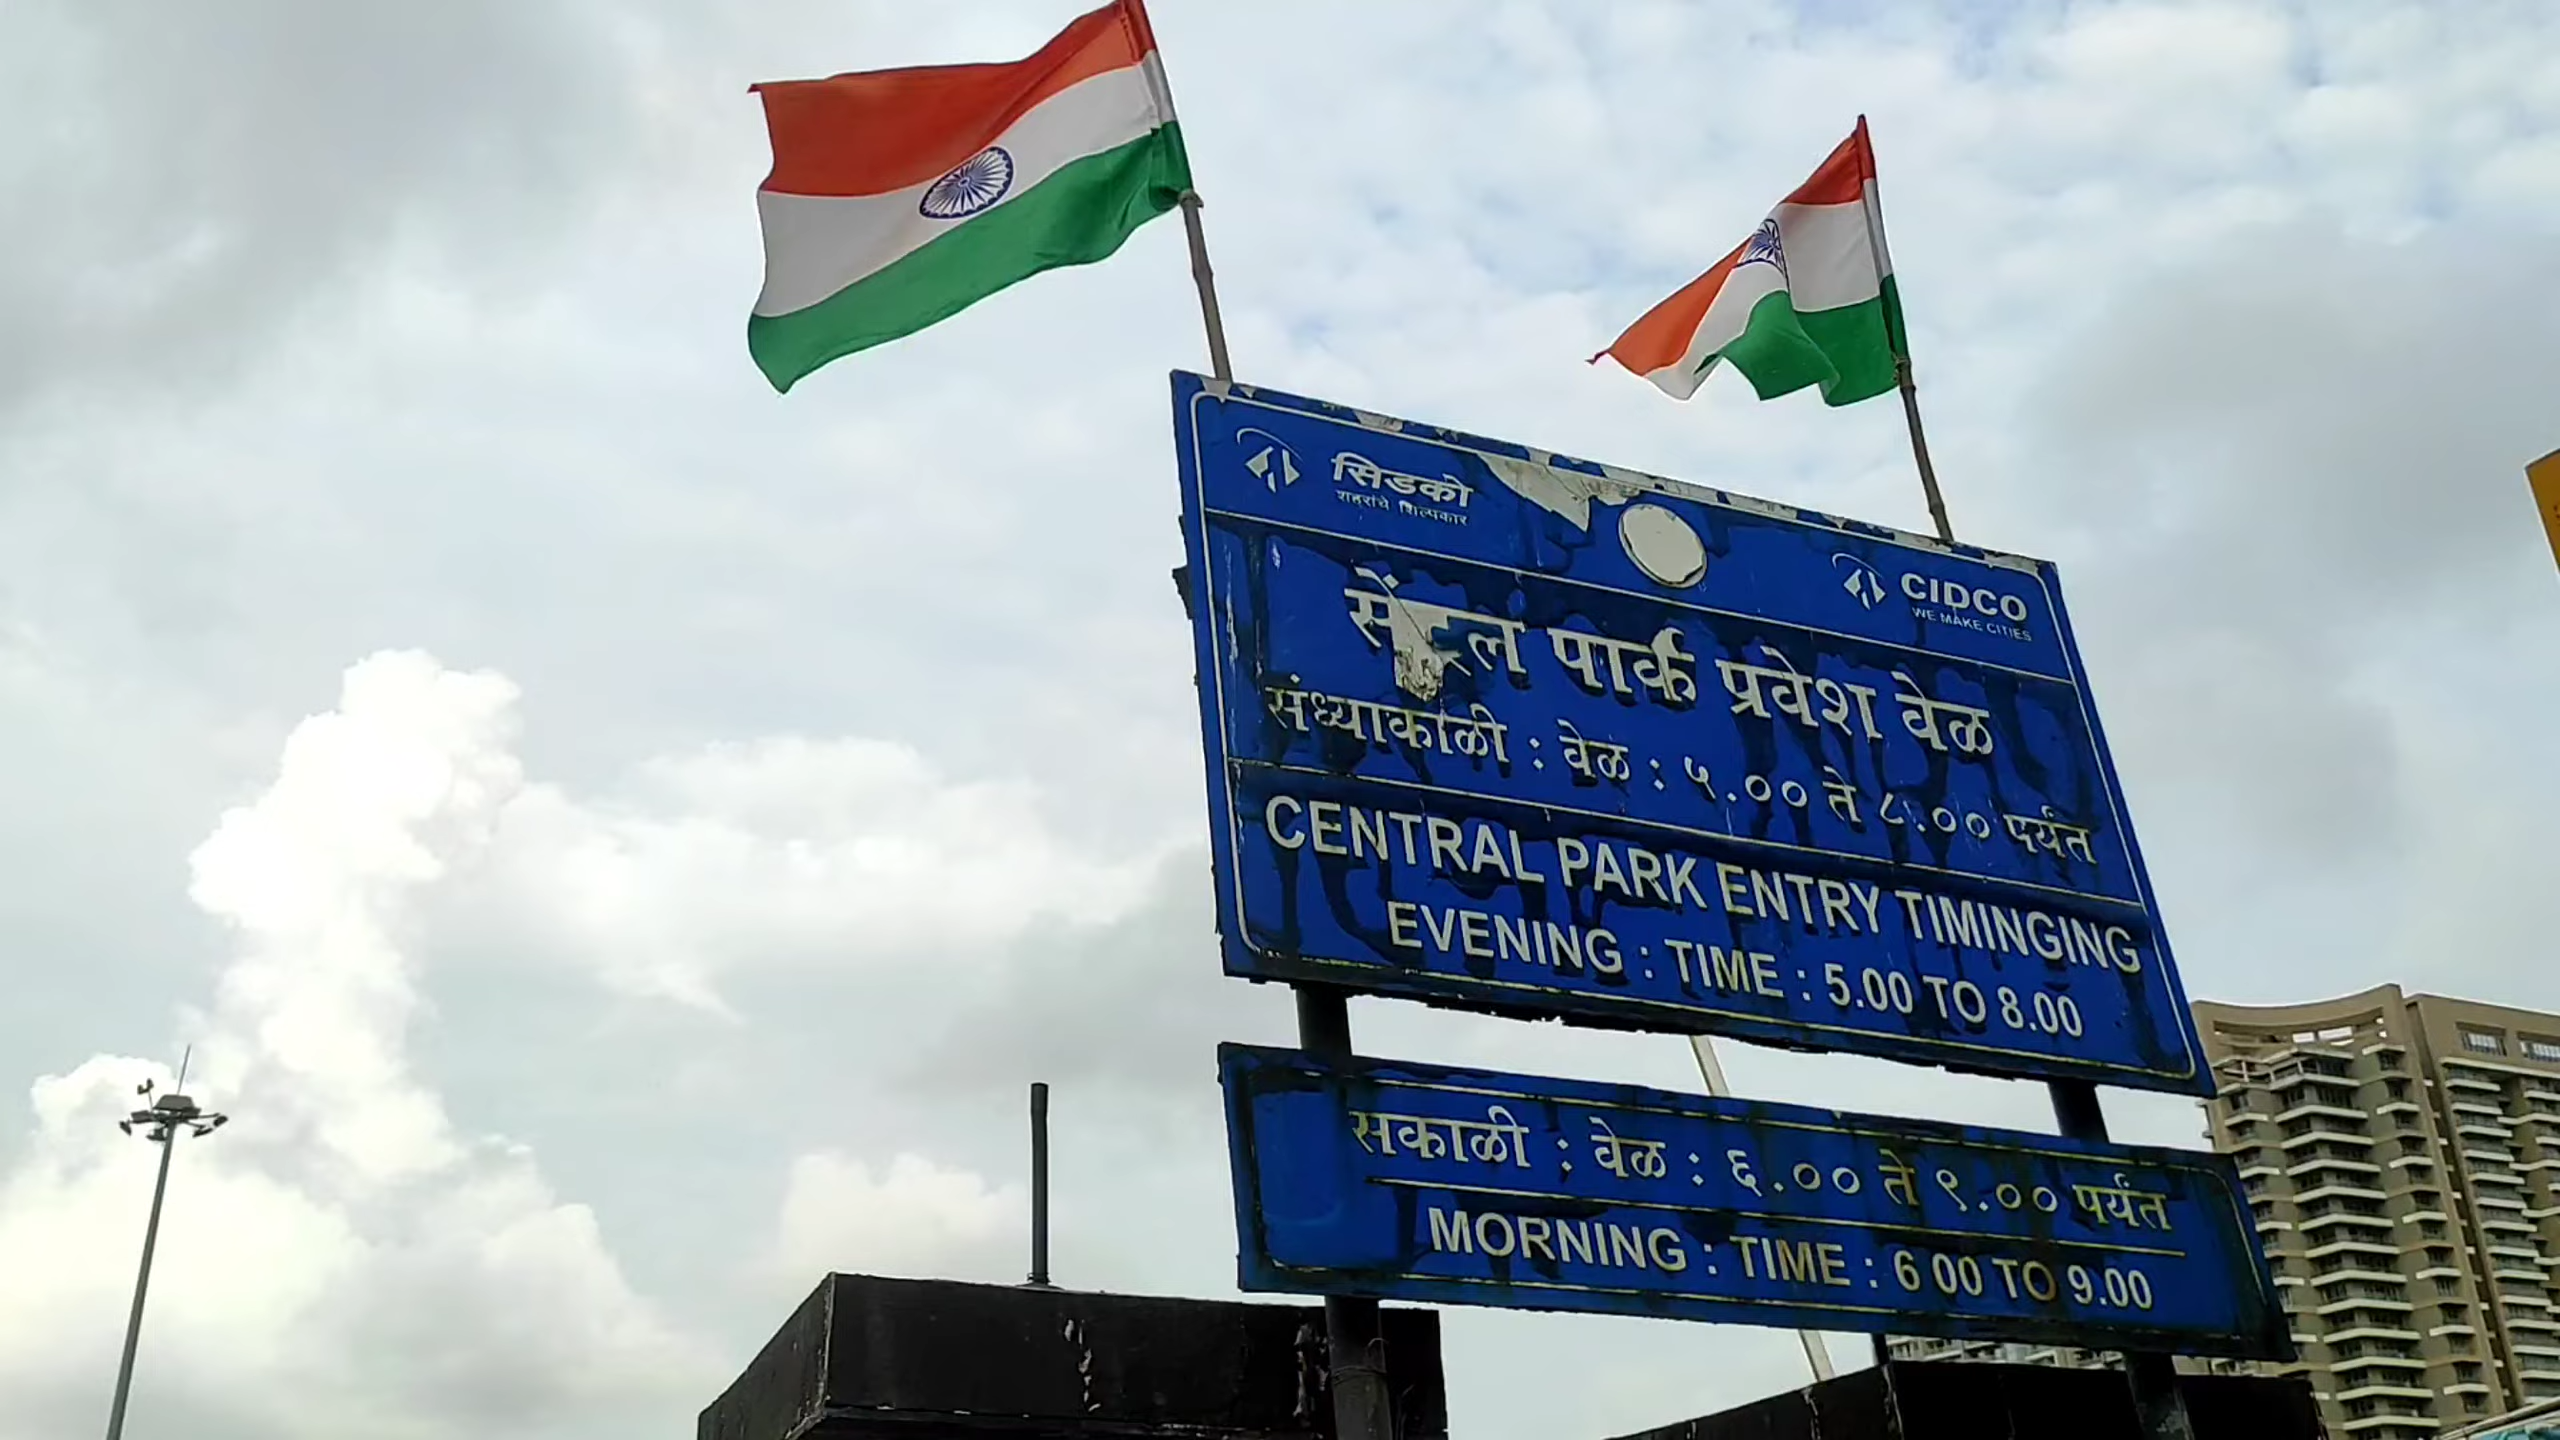 सिडको
शहरांचे शिल्पकार
CIDCO
WE MAKE CITIES
सेंट्रल पार्क प्रवेश वेळ
संध्याकाळी : वेळ : ५.०० ते ८.०० पर्यंत
CENTRAL PARK ENTRY TIMINGING
EVENING : TIME : 5.00 TO 8.00
सकाळी : वेळ : ६.०० ते ९.०० पर्यंत
MORNING : TIME : 6 00 TO 9.00